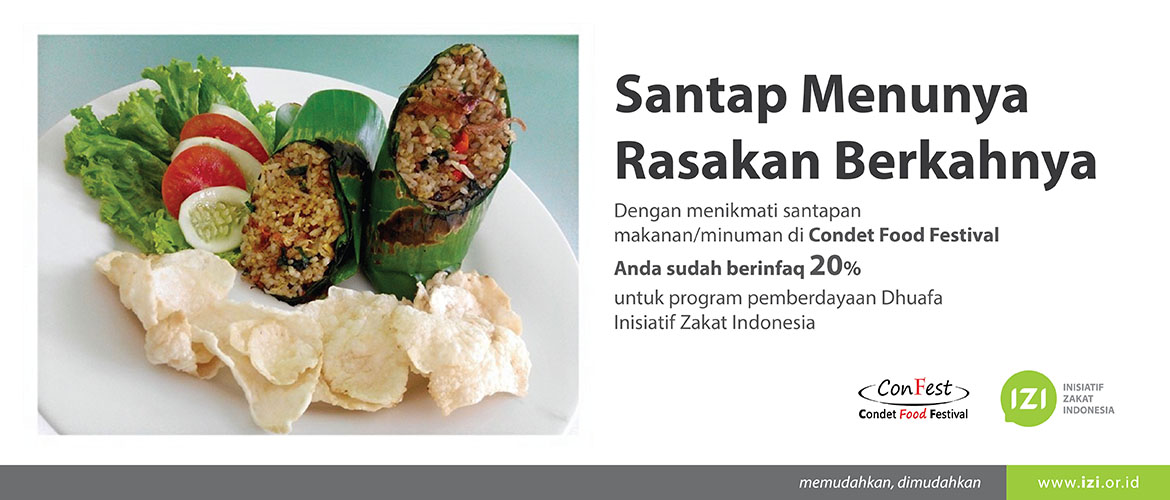 Santap Menunya
Rasakan Berkahnya
Dengan menikmati santapan
makanan/minuman di Condet Food Festival
Anda sudah berinfaq 20%
untuk program pemberdayaan Dhuafa
Inisiatif Zakat Indonesia
ConFest
Condet Food Festival
IZI
INISIATIF
ZAKAT
INDONESIA
memudahkan, dimudahkan
www.izi.or.id